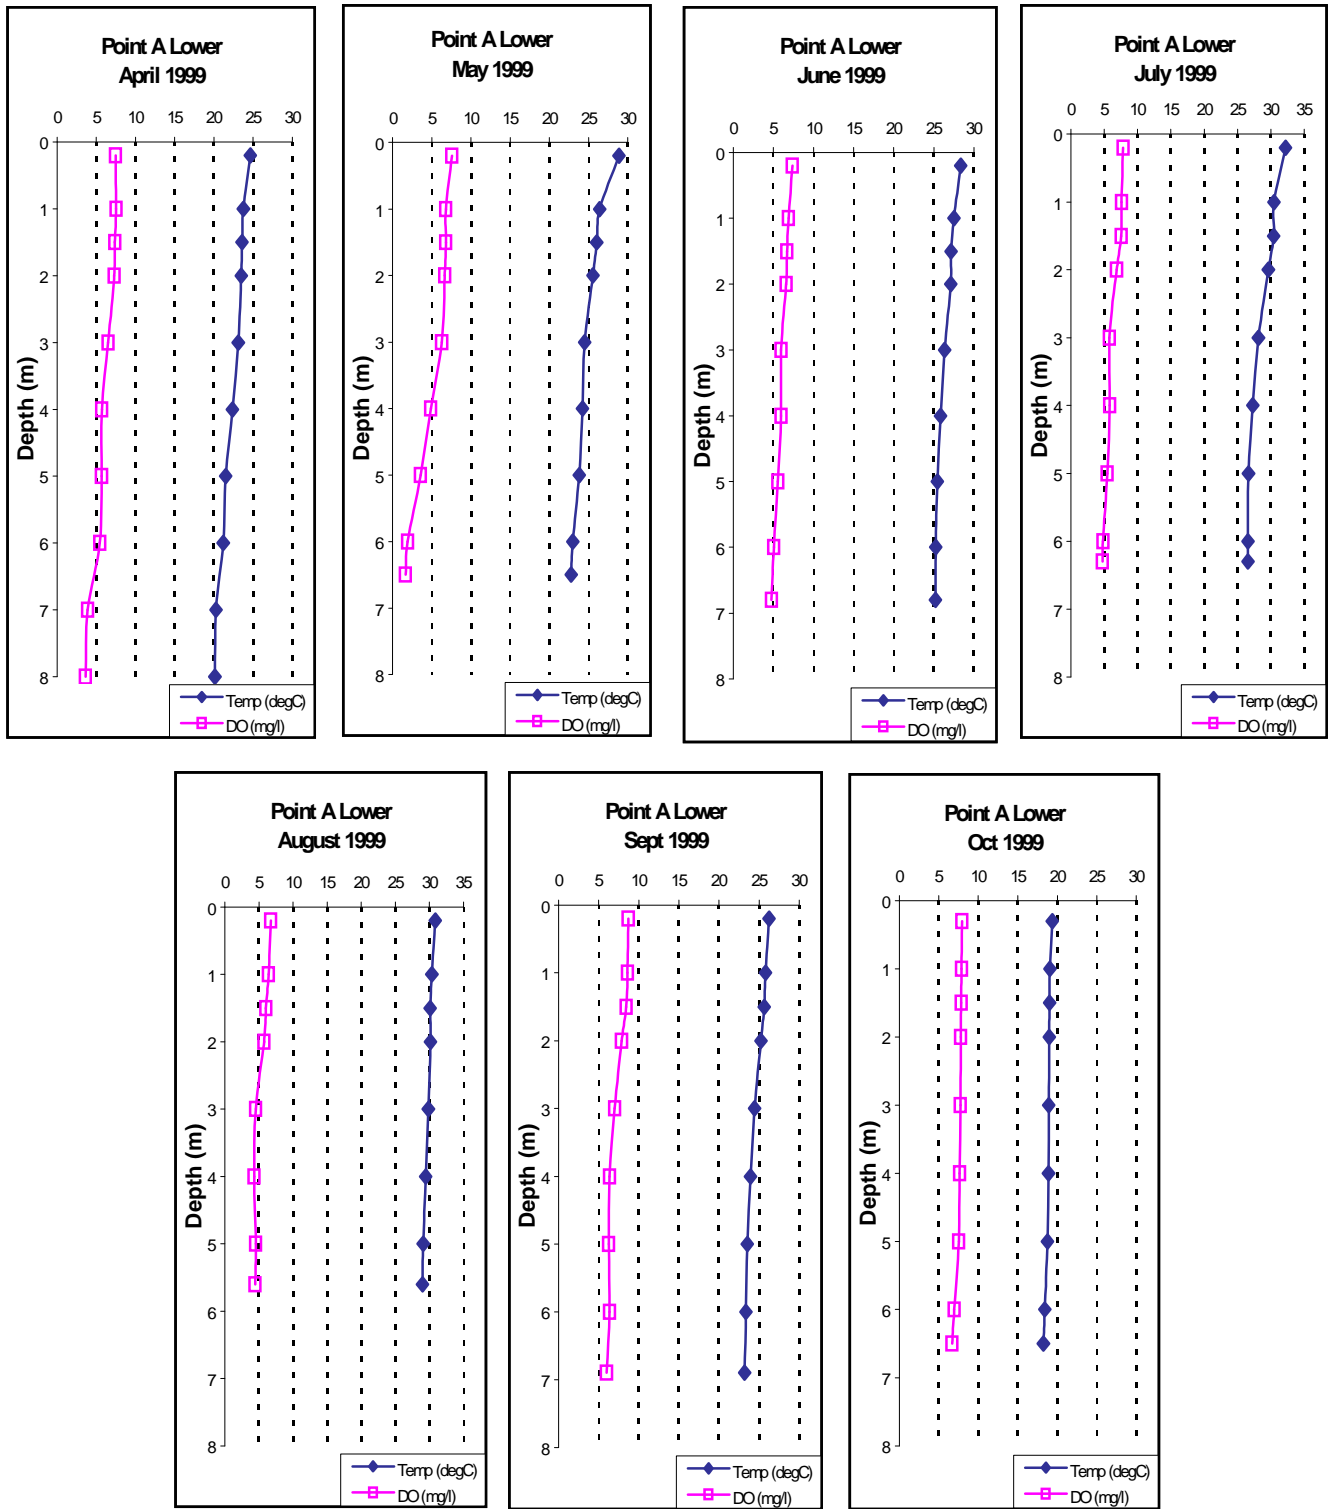 Point A Lower
April 1999
0 5 10 15 20 25 30
0
1
2
3
4
5
6
7
8
Depth (m)
Temp (degC)
DO (mg/l)
Point A Lower
May 1999
0 5 10 15 20 25 30
0
1
2
3
4
5
6
7
8
Depth (m)
Temp (degC)
DO (mg/l)
Point A Lower
June 1999
0 5 10 15 20 25 30
0
1
2
3
4
5
6
7
8
Depth (m)
Temp (degC)
DO (mg/l)
Point A Lower
July 1999
0 5 10 15 20 25 30 35
0
1
2
3
4
5
6
7
8
Depth (m)
Temp (degC)
DO (mg/l)
Point A Lower
August 1999
0 5 10 15 20 25 30 35
0
1
2
3
4
5
6
7
8
Depth (m)
Temp (degC)
DO (mg/l)
Point A Lower
Sept 1999
0 5 10 15 20 25 30
0
1
2
3
4
5
6
7
8
Depth (m)
Temp (degC)
DO (mg/l)
Point A Lower
Oct 1999
0 5 10 15 20 25 30
0
1
2
3
4
5
6
7
8
Depth (m)
Temp (degC)
DO (mg/l)